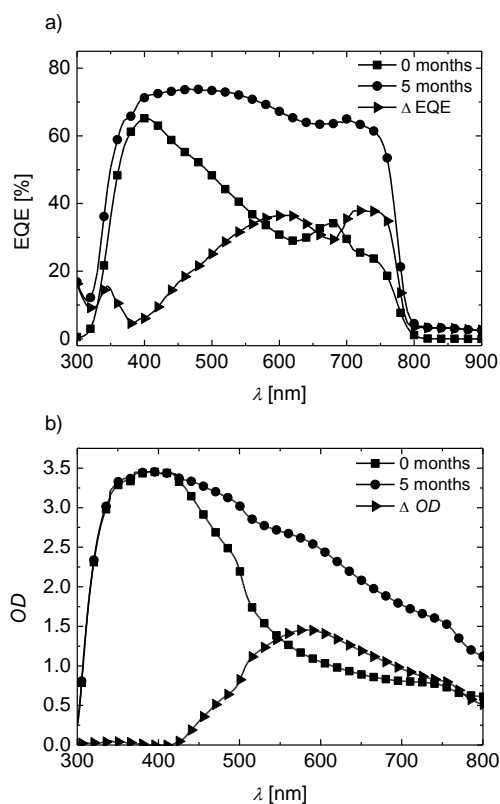 a)
80
60
40
20
0
EQE [%]
0 months
5 months
Δ EQE
300 400 500 600 700 800 900
λ [nm]
b)
3.5
3.0
2.5
2.0
1.5
1.0
0.5
0.0
OD
0 months
5 months
Δ OD
300 400 500 600 700 800
λ [nm]